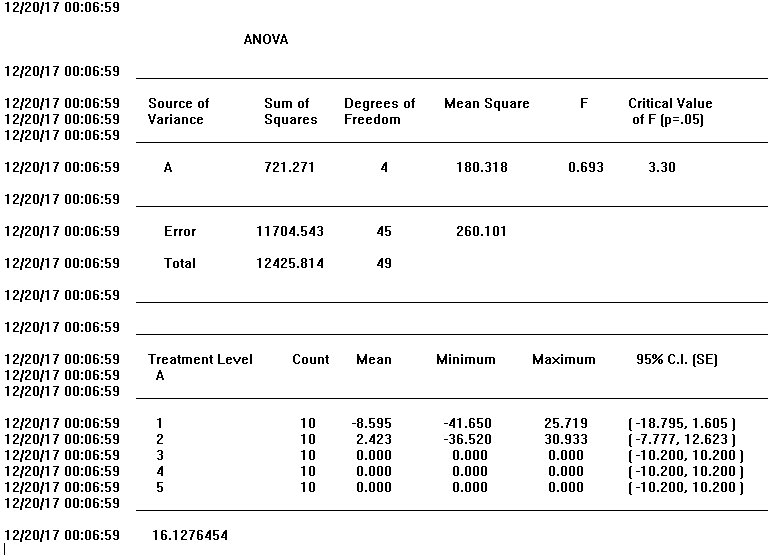 12/20/17 00:06:59
ANOVA
12/20/17 00:06:59
12/20/17 00:06:59 Source of Sum of Degrees of Mean Square F Critical Value
12/20/17 00:06:59 Variance Squares Freedom of F (p=.05)
12/20/17 00:06:59
12/20/17 00:06:59 A 721.271 4 180.318 0.693 3.30
12/20/17 00:06:59
12/20/17 00:06:59 Error 11704.543 45 260.101
12/20/17 00:06:59 Total 12425.814 49
12/20/17 00:06:59
12/20/17 00:06:59
12/20/17 00:06:59 Treatment Level Count Mean Minimum Maximum 95% C.I. (SE)
12/20/17 00:06:59 A
12/20/17 00:06:59
12/20/17 00:06:59 1 10 -8.595 -41.650 25.719 ( -18.795, 1.605 )
12/20/17 00:06:59 2 10 2.423 -36.520 30.933 ( -7.777, 12.623 )
12/20/17 00:06:59 3 10 0.000 0.000 0.000 ( -10.200, 10.200 )
12/20/17 00:06:59 4 10 0.000 0.000 0.000 ( -10.200, 10.200 )
12/20/17 00:06:59 5 10 0.000 0.000 0.000 ( -10.200, 10.200 )
12/20/17 00:06:59
12/20/17 00:06:59 16.1276454